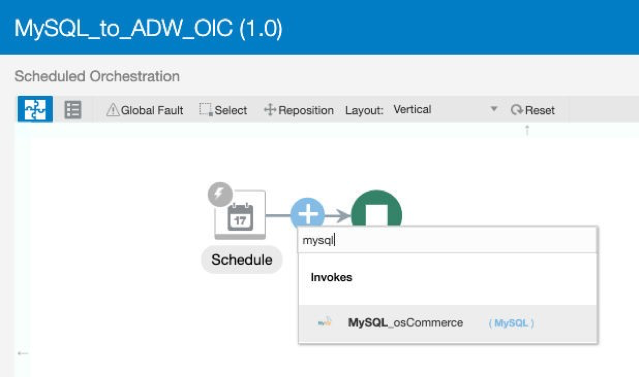 MySQL_to_ADW_OIC (1.0)
Scheduled Orchestration
Global Fault Select Reposition Layout: Vertical Reset
17
Schedule
mysql
Invokes
MySQL_osCommerce ( MySQL )